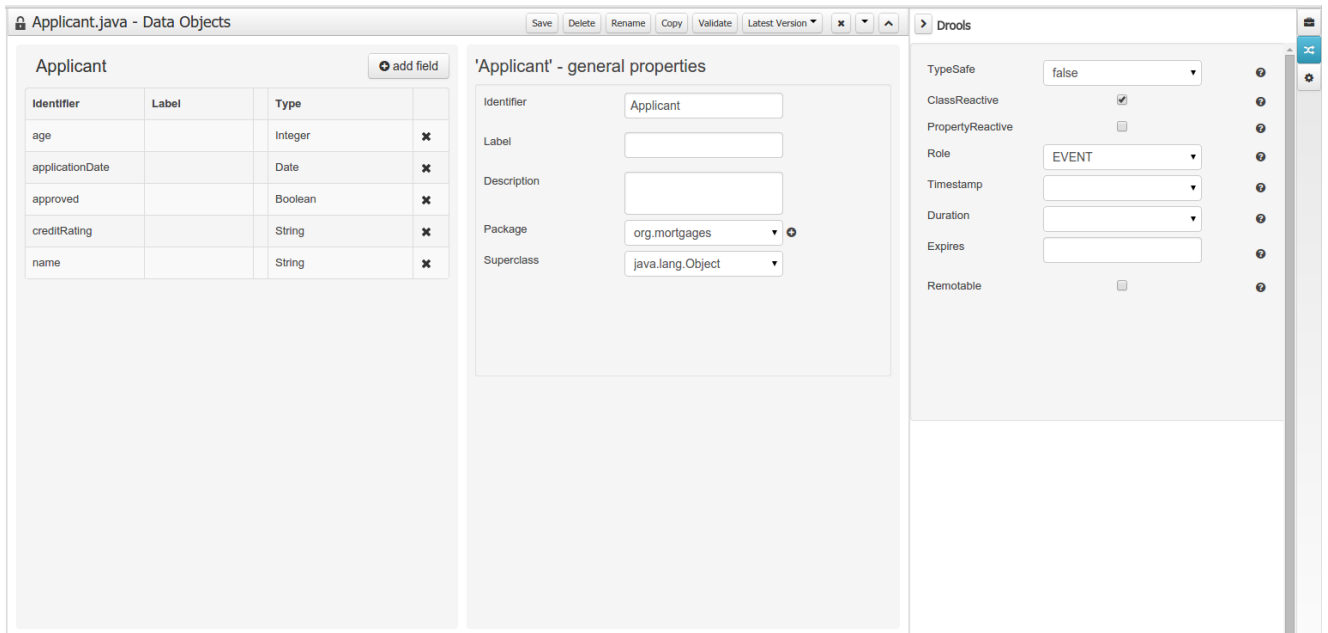 Applicant.java - Data Objects
Save Delete Rename Copy Validate Latest Version
Applicant
add field
Identifier Label Type
age Integer
applicationDate Date
approved Boolean
creditRating String
name String
'Applicant' - general properties
Identifier Applicant
Label
Description
Package org.mortgages
Superclass java.lang.Object
Drools
TypeSafe false
ClassReactive
PropertyReactive
Role EVENT
Timestamp
Duration
Expires
Remotable